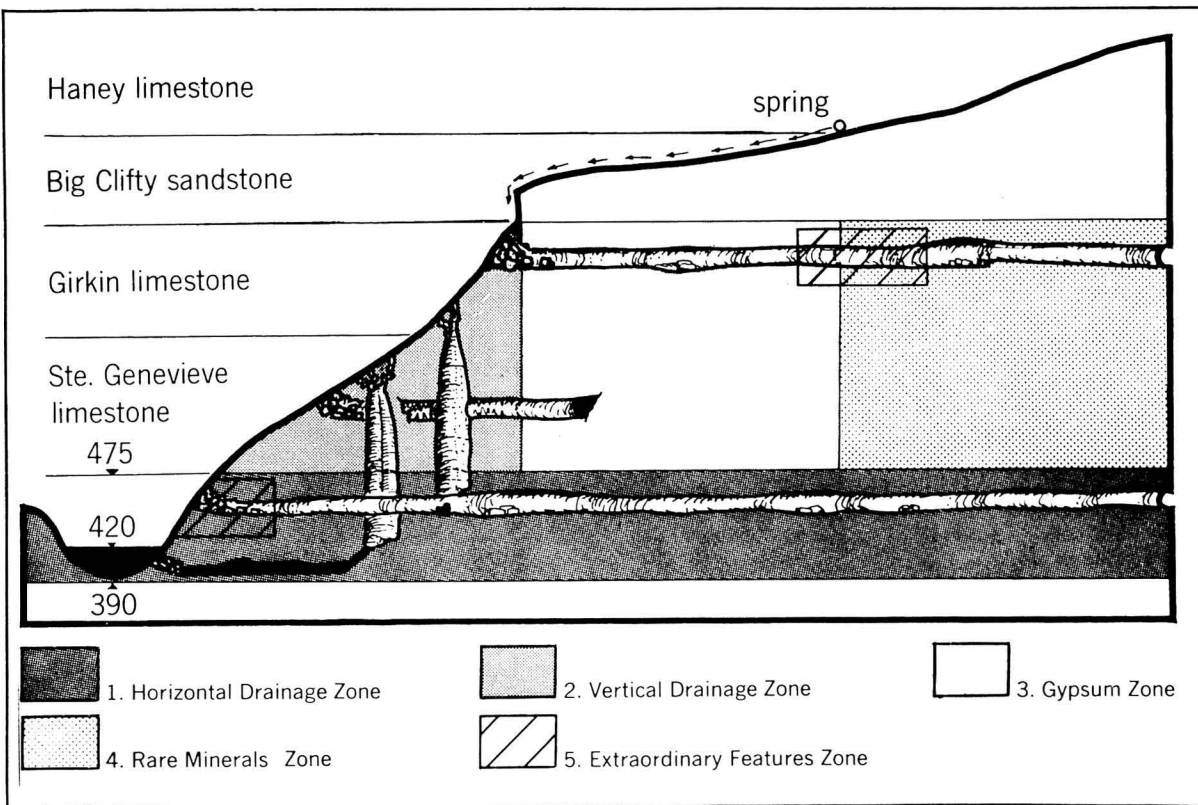 Haney limestone
spring
Big Clifty sandstone
Girkin limestone
Ste. Genevieve
limestone
475
420
390
1. Horizontal Drainage Zone
2. Vertical Drainage Zone
3. Gypsum Zone
4. Rare Minerals Zone
5. Extraordinary Features Zone